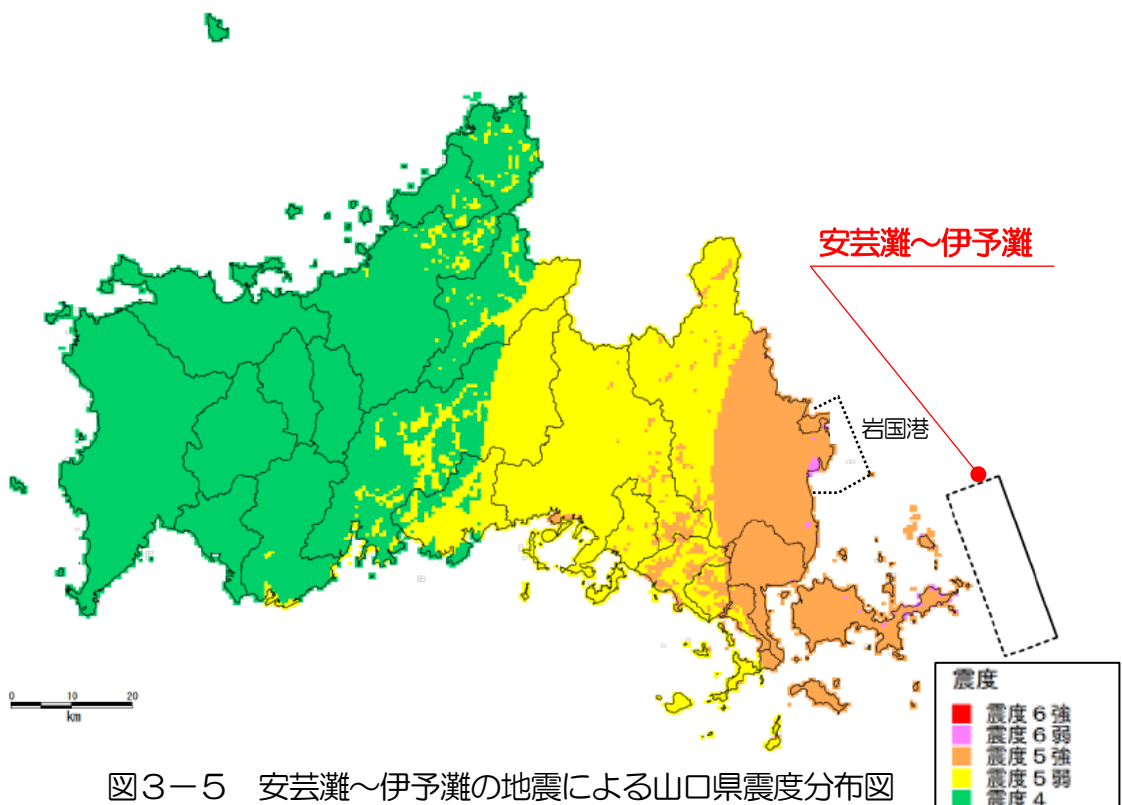 安芸灘～伊予灘
岩国港
0 10 20
km
震度
震度６強
震度６弱
震度５強
震度５弱
震度４
図３－５　安芸灘～伊予灘の地震による山口県震度分布図